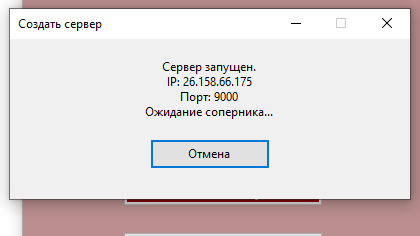 Создать сервер
Сервер запущен.
IP: 26.158.66.175
Порт: 9000
Ожидание соперника...
Отмена